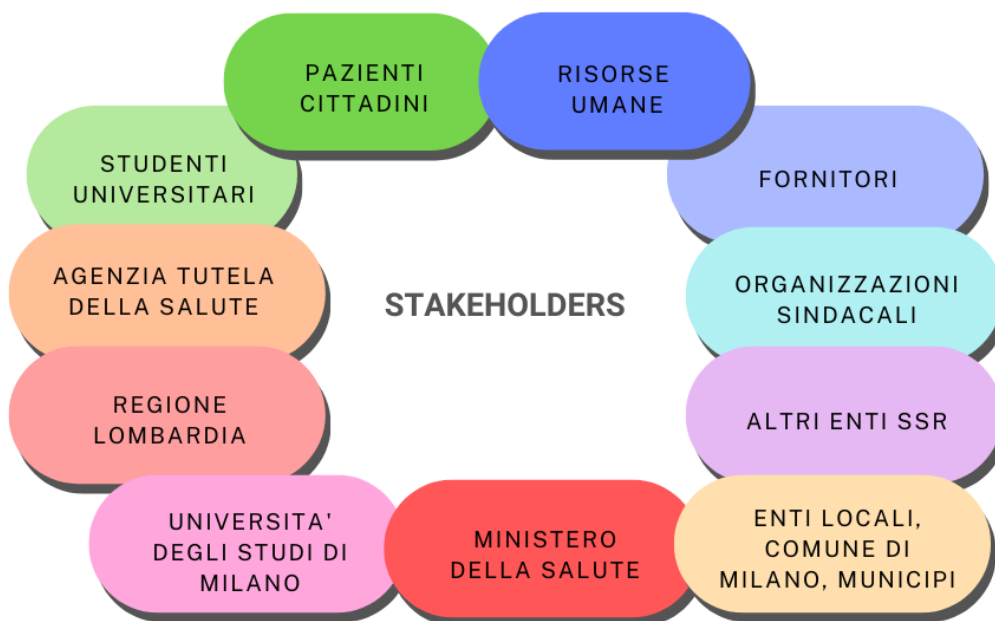 PAZIENTI
CITTADINI
RISORSE
UMANE
STUDENTI
UNIVERSITARI
FORNITORI
AGENZIA TUTELA
DELLA SALUTE
STAKEHOLDERS
ORGANIZZAZIONI
SINDACALI
REGIONE
LOMBARDIA
ALTRI ENTI SSR
UNIVERSITA'
DEGLI STUDI DI
MILANO
MINISTERO
DELLA SALUTE
ENTI LOCALI,
COMUNE DI
MILANO, MUNICIPI